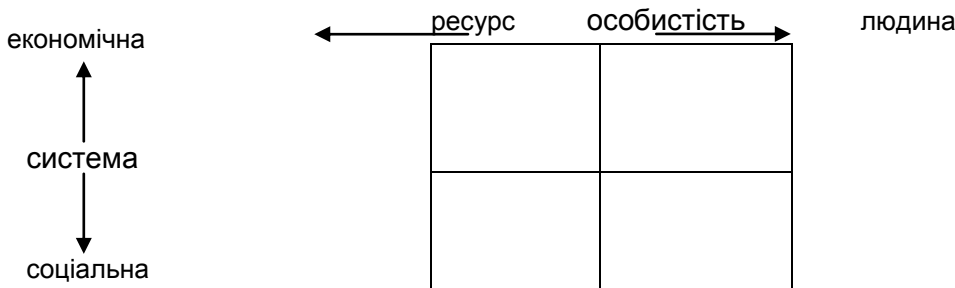 ресурс особистість людина
економічна
система
соціальна